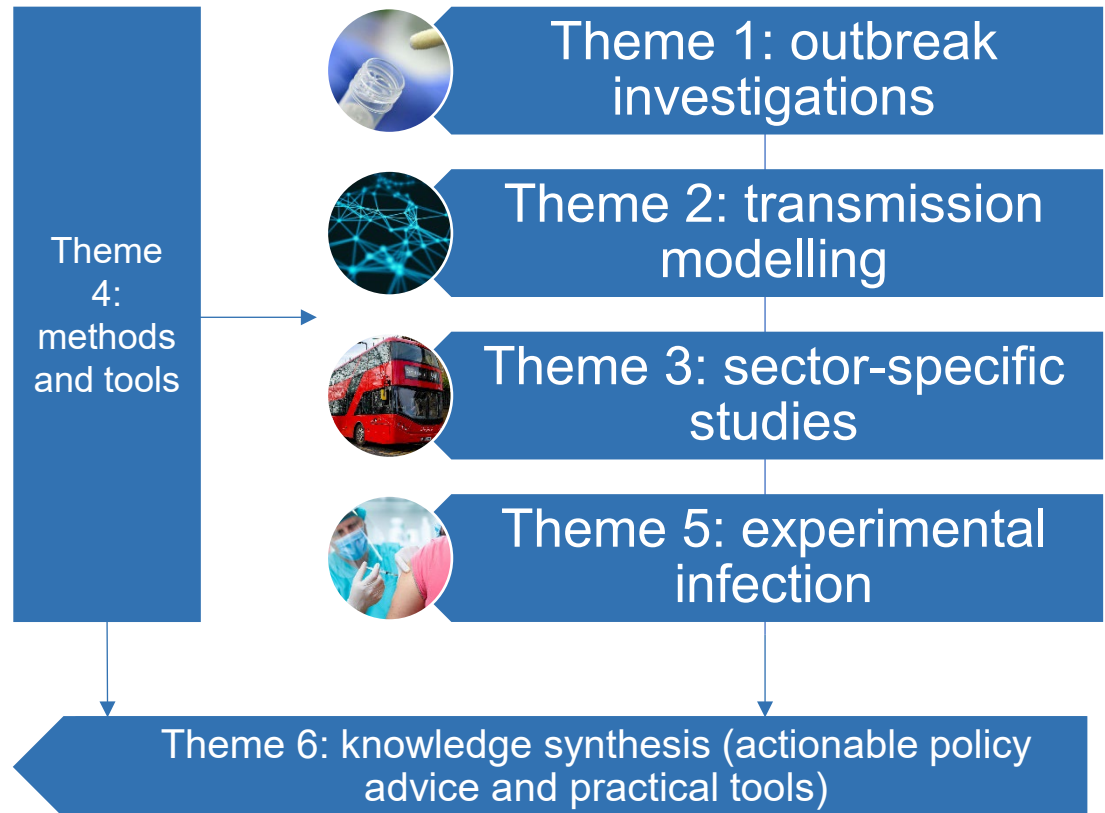 Theme 1: outbreak
investigations
Theme 2: transmission
modelling
Theme
4:
methods
and tools
Theme 3: sector-specific
studies
Theme 5: experimental
infection
Theme 6: knowledge synthesis (actionable policy
advice and practical tools)